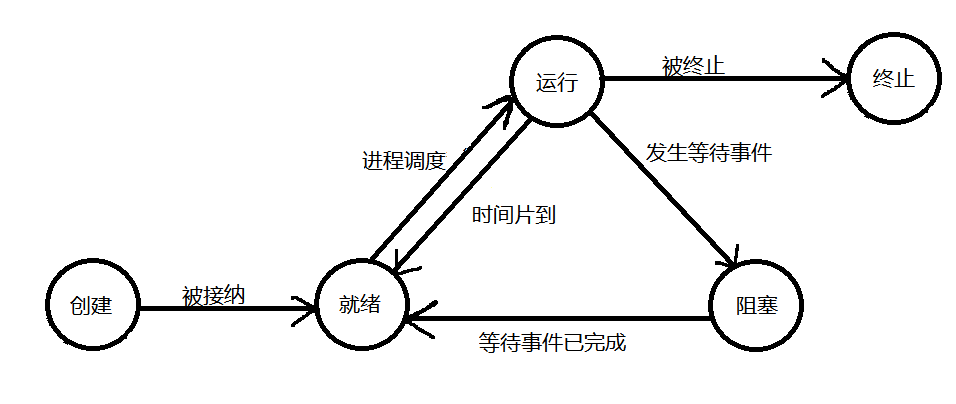 被终止
运行
终止
发生等待事件
进程调度
时间片到
被接纳
创建
就绪
阻塞
等待事件已完成